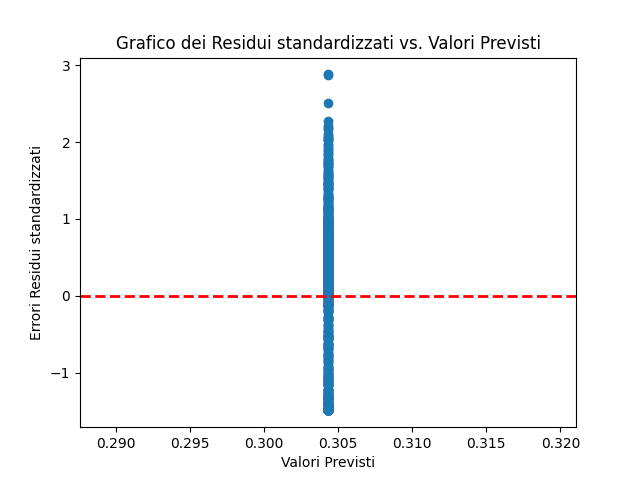 Grafico dei Residui standardizzati vs. Valori Previsti
3
2
1
0
−1
Errori Residui standardizzati
0.290 0.295 0.300 0.305 0.310 0.315 0.320
Valori Previsti